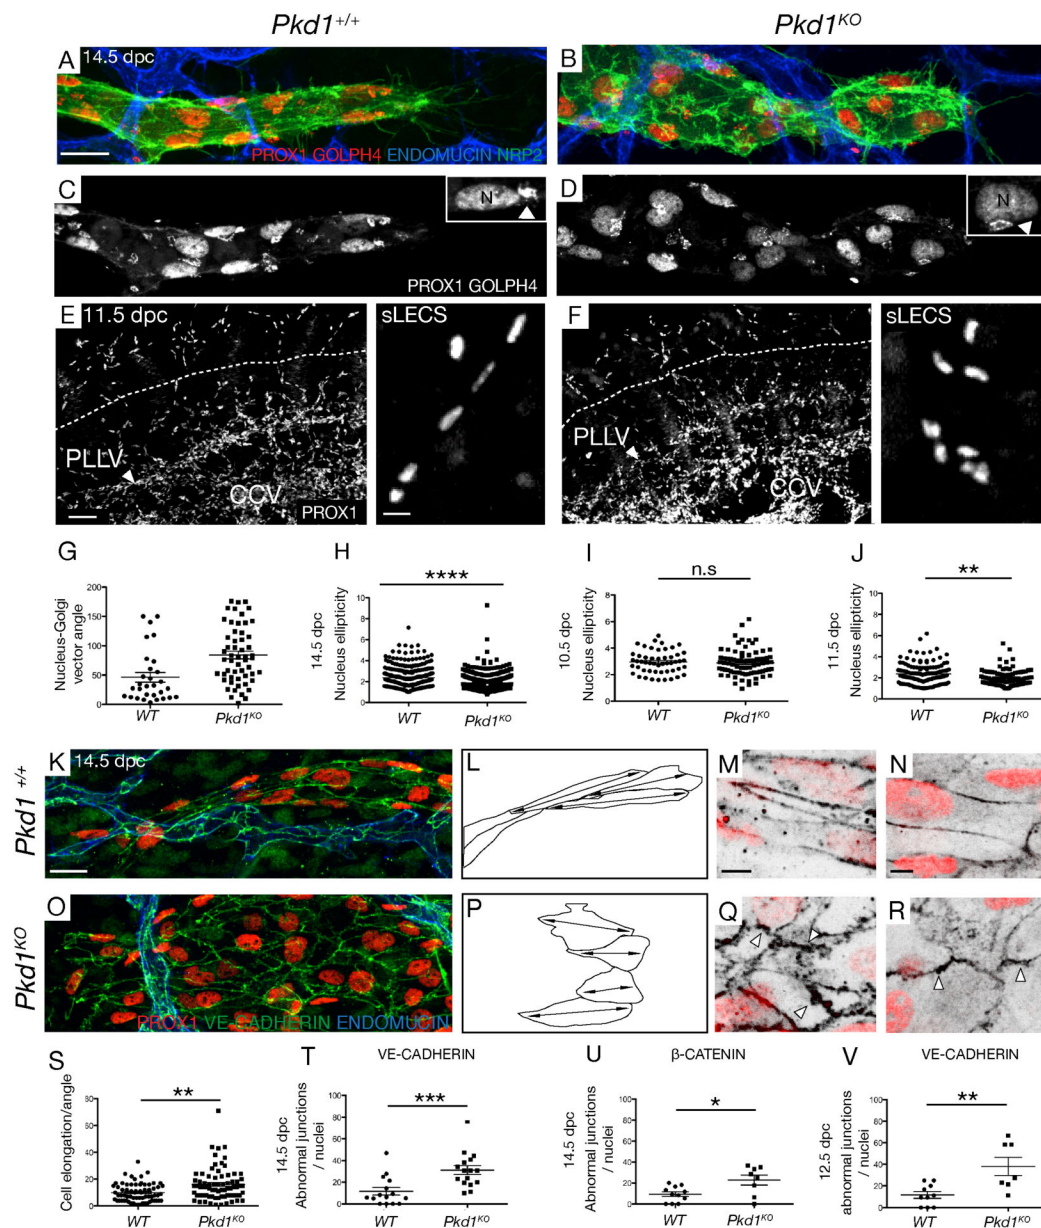 Pkd1+/+
Pkd1KO
A 14.5 dpc
PROX1 GOLPH4 ENDOMUCIN NRP2
B
C
N
PROX1 GOLPH4
D
N
E 11.5 dpc
PLLV
CCV
PROX1
sLECS
F
PLLV
CCV
sLECS
G
Nucleus-Golgi
vector angle
200
150
100
50
0
WT
Pkd1KO
H
14.5 dpc
Nucleus ellipticity
****
10
8
6
4
2
0
WT
Pkd1KO
I
10.5 dpc
Nucleus ellipticity
n.s
8
6
4
2
0
WT
Pkd1KO
J
11.5 dpc
Nucleus ellipticity
**
10
8
6
4
2
0
WT
Pkd1KO
Pkd1 +/+
K 14.5 dpc
L
M
N
Pkd1KO
O
PROX1 VE-CADHERIN ENDOMUCIN
P
Q
R
S
Cell elongation/angle
**
80
60
40
20
0
WT
Pkd1KO
T
VE-CADHERIN
14.5 dpc
Abnormal junctions
/ nuclei
***
100
80
60
40
20
0
WT
Pkd1KO
U
β-CATENIN
14.5 dpc
Abnormal junctions
/ nuclei
*
100
80
60
40
20
0
WT
Pkd1KO
V
VE-CADHERIN
12.5 dpc
abnormal junctions
/ nuclei
**
100
80
60
40
20
0
WT
Pkd1KO